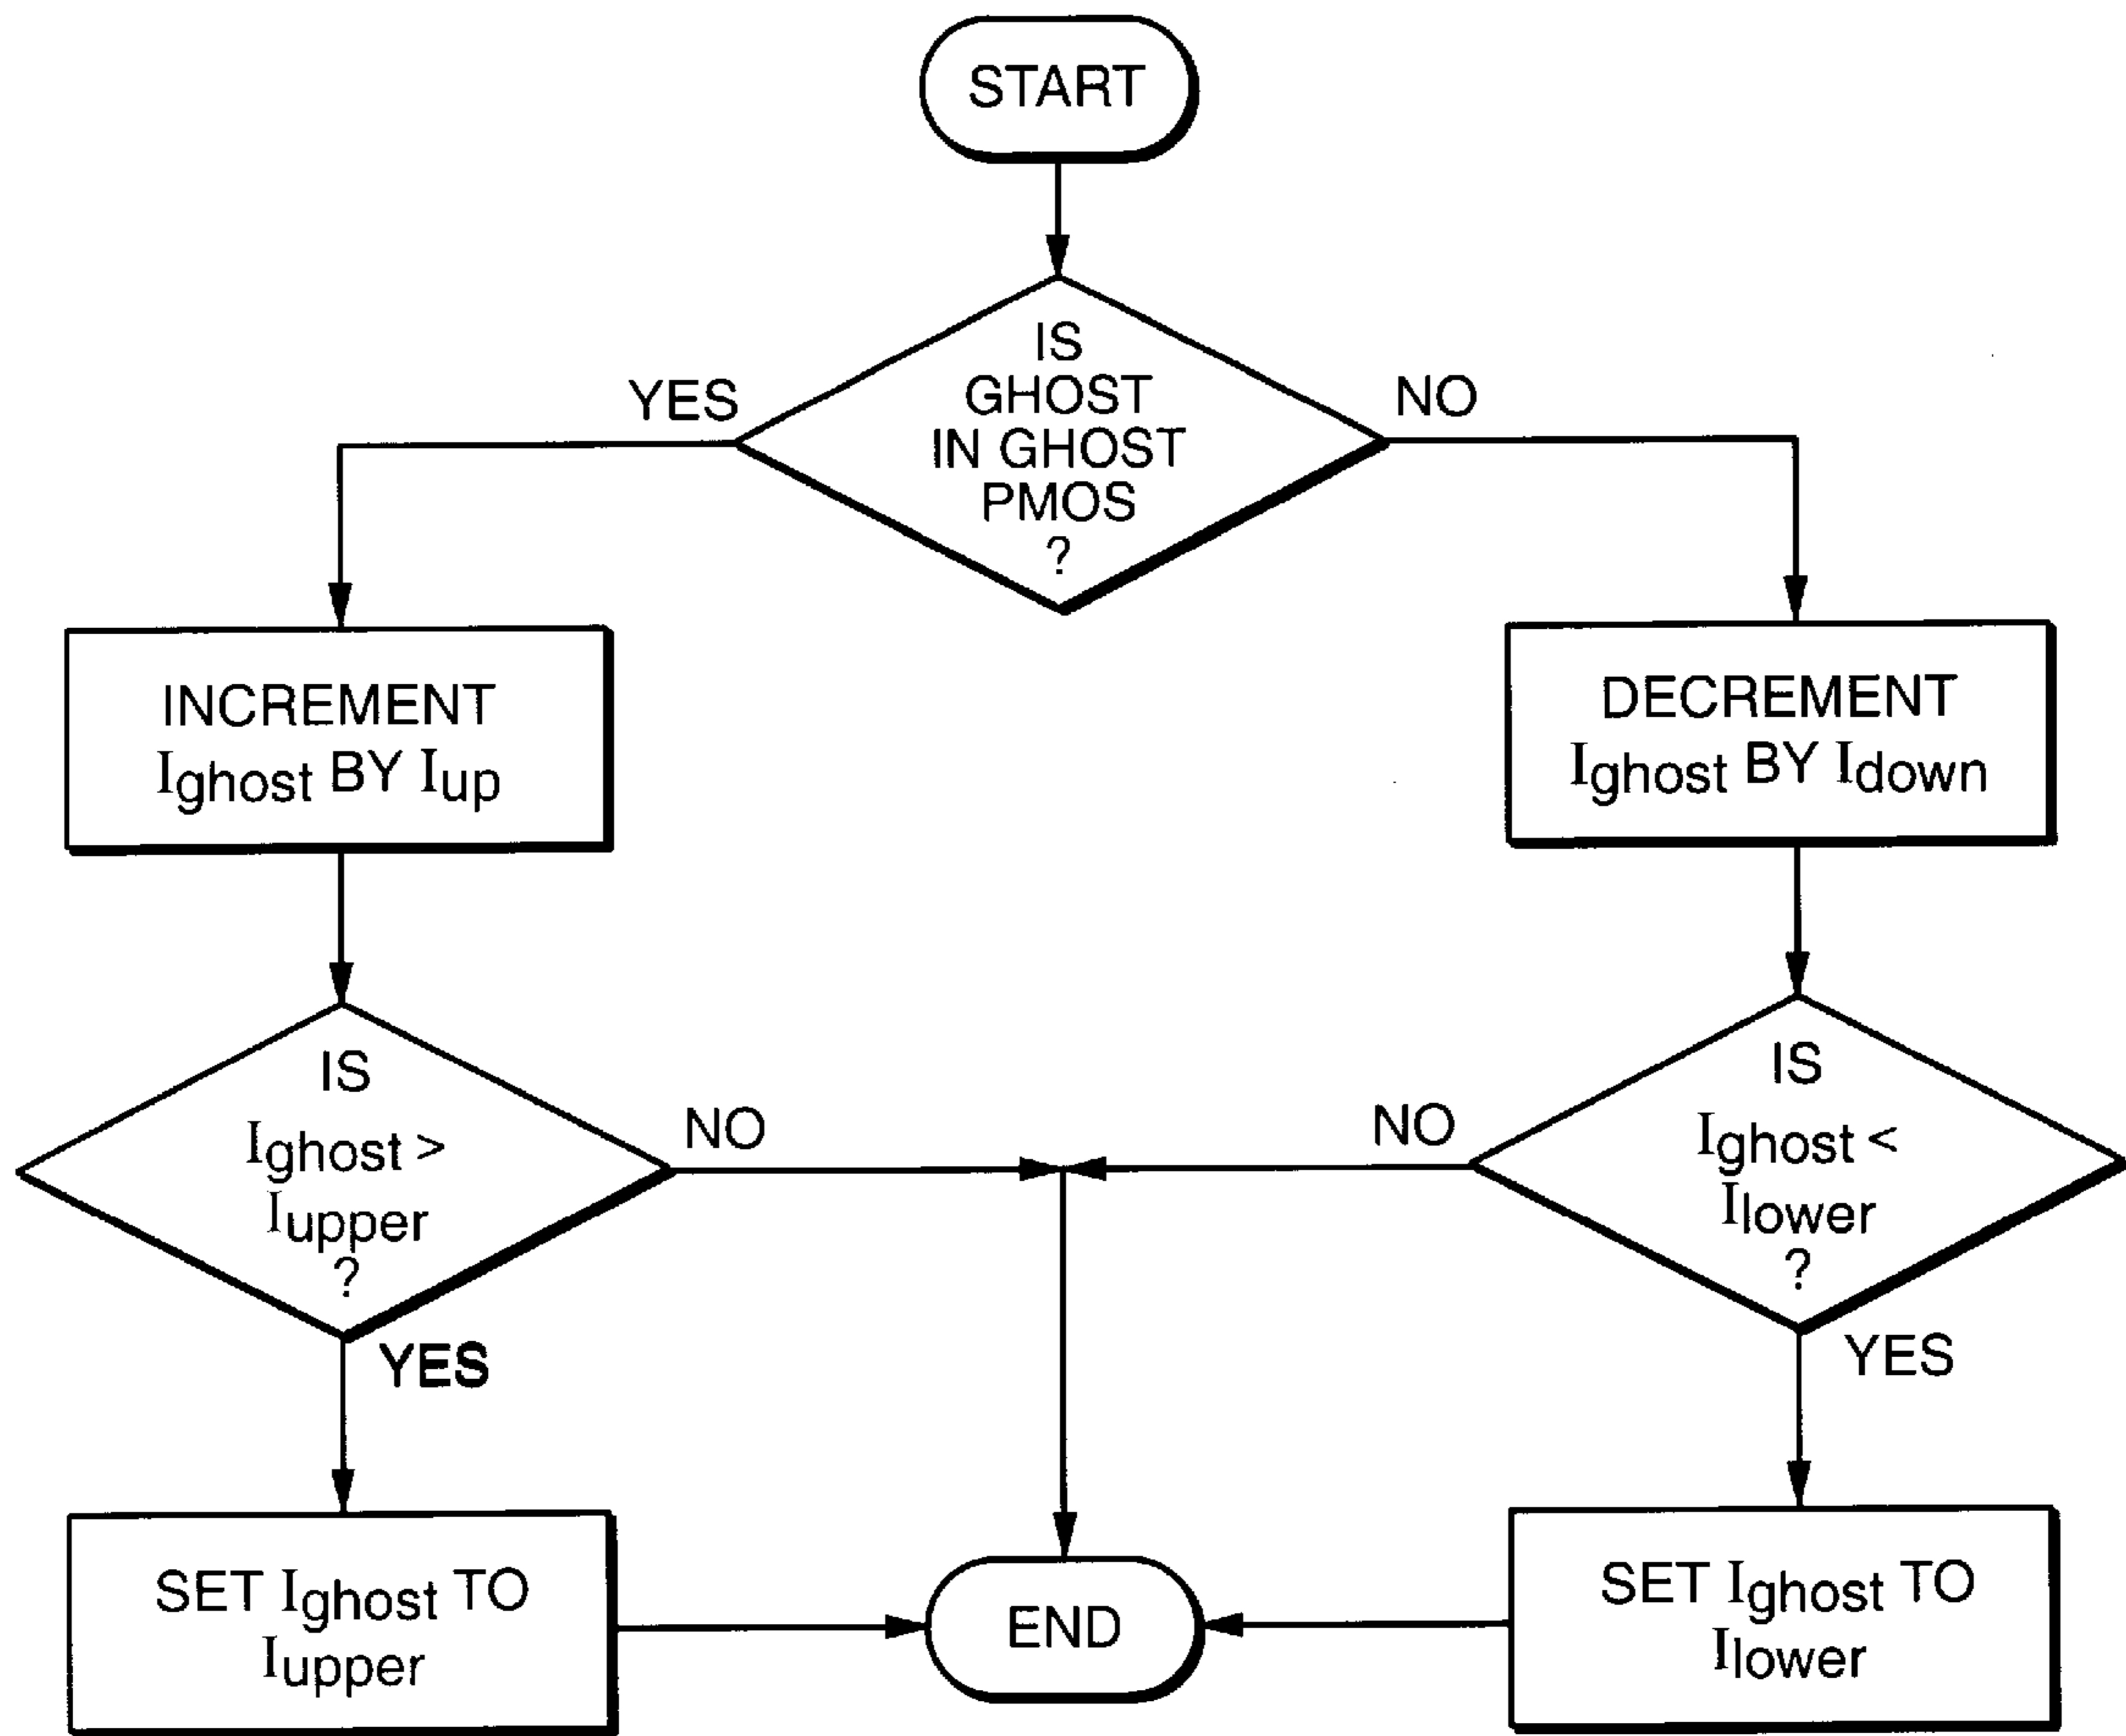 START
IS
GHOST
IN GHOST
PMOS
?
YES
NO
INCREMENT
Ighost BY Iup
DECREMENT
Ighost BY Idown
IS
Ighost >
Iupper
?
NO
YES
IS
Ighost <
Ilower
?
NO
YES
SET Ighost TO
Iupper
END
SET Ighost TO
Ilower